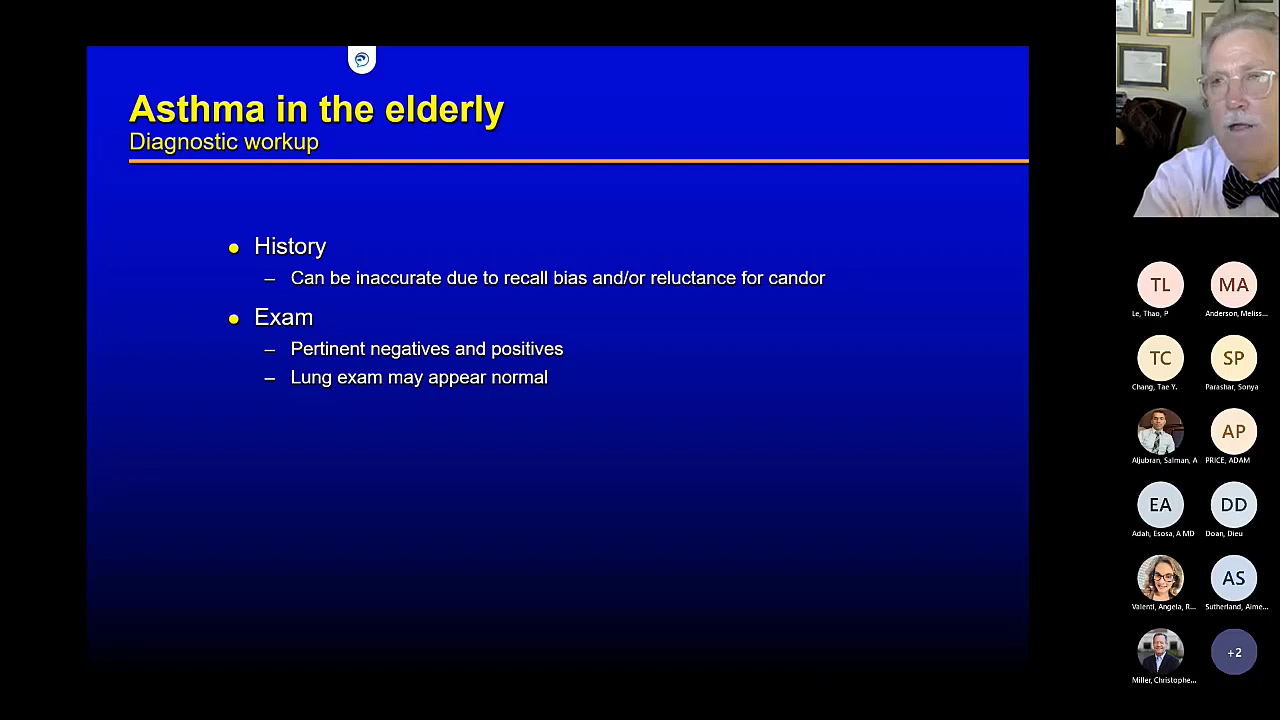 Asthma in the elderly
Diagnostic workup
History
– Can be inaccurate due to recall bias and/or reluctance for candor
Exam
– Pertinent negatives and positives
– Lung exam may appear normal
TL
MA
Le, Thao, P
Anderson, Meliss...
TC
SP
Chang, Tae Y.
Parashar, Sonya
AP
Aljubran, Salman, A
PRICE, ADAM
EA
DD
Adah, Esosa, A MD
Doan, Dieu
AS
Valenti, Angela, R...
Sutherland, Aime...
+2
Miller, Christophe...